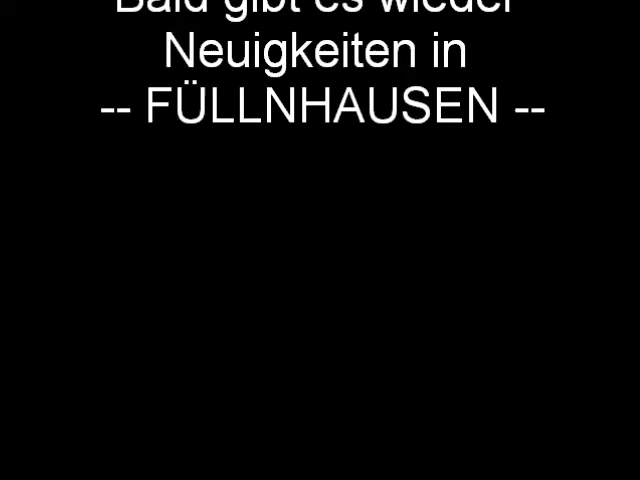 Bald gibt es wieder
Neuigkeiten in
-- FÜLLNHAUSEN --